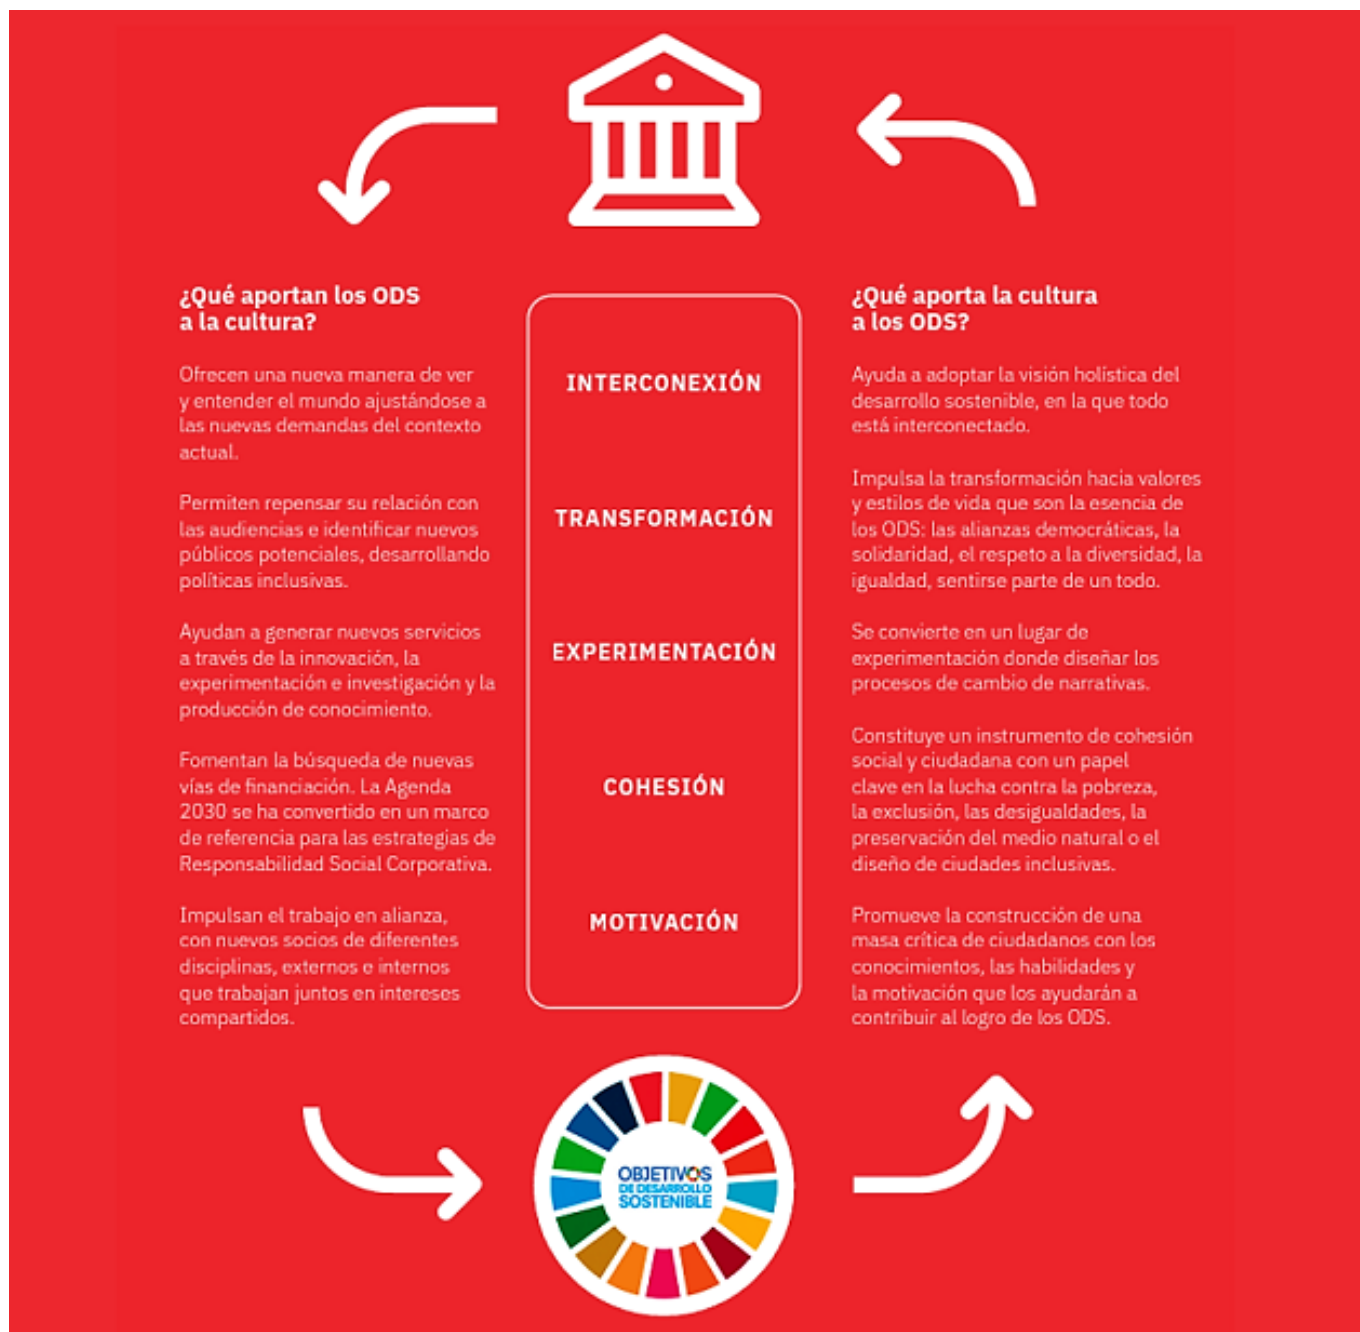 ¿Qué aportan los ODS
a la cultura?
Ofrecen una nueva manera de ver
y entender el mundo ajustándose a
las nuevas demandas del contexto
actual.
Permiten repensar su relación con
las audiencias e identificar nuevos
públicos potenciales, desarrollando
políticas inclusivas.
Ayudan a generar nuevos servicios
a través de la innovación, la
experimentación e investigación y la
producción de conocimiento.
Fomentan la búsqueda de nuevas
vías de financiación. La Agenda
2030 se ha convertido en un marco
de referencia para las estrategias de
Responsabilidad Social Corporativa.
Impulsan el trabajo en alianza,
con nuevos socios de diferentes
disciplinas, externos e internos
que trabajan juntos en intereses
compartidos.
INTERCONEXIÓN
TRANSFORMACIÓN
EXPERIMENTACIÓN
COHESIÓN
MOTIVACIÓN
¿Qué aporta la cultura
a los ODS?
Ayuda a adoptar la visión holística del
desarrollo sostenible, en la que todo
está interconectado.
Impulsa la transformación hacia valores
y estilos de vida que son la esencia de
los ODS: las alianzas democráticas, la
solidaridad, el respeto a la diversidad, la
igualdad, sentirse parte de un todo.
Se convierte en un lugar de
experimentación donde diseñar los
procesos de cambio de narrativas.
Constituye un instrumento de cohesión
social y ciudadana con un papel
clave en la lucha contra la pobreza,
la exclusión, las desigualdades, la
preservación del medio natural o el
diseño de ciudades inclusivas.
Promueve la construcción de una
masa crítica de ciudadanos con los
conocimientos, las habilidades y
la motivación que los ayudarán a
contribuir al logro de los ODS.
OBJETIVOS
DE DESARROLLO
SOSTENIBLE